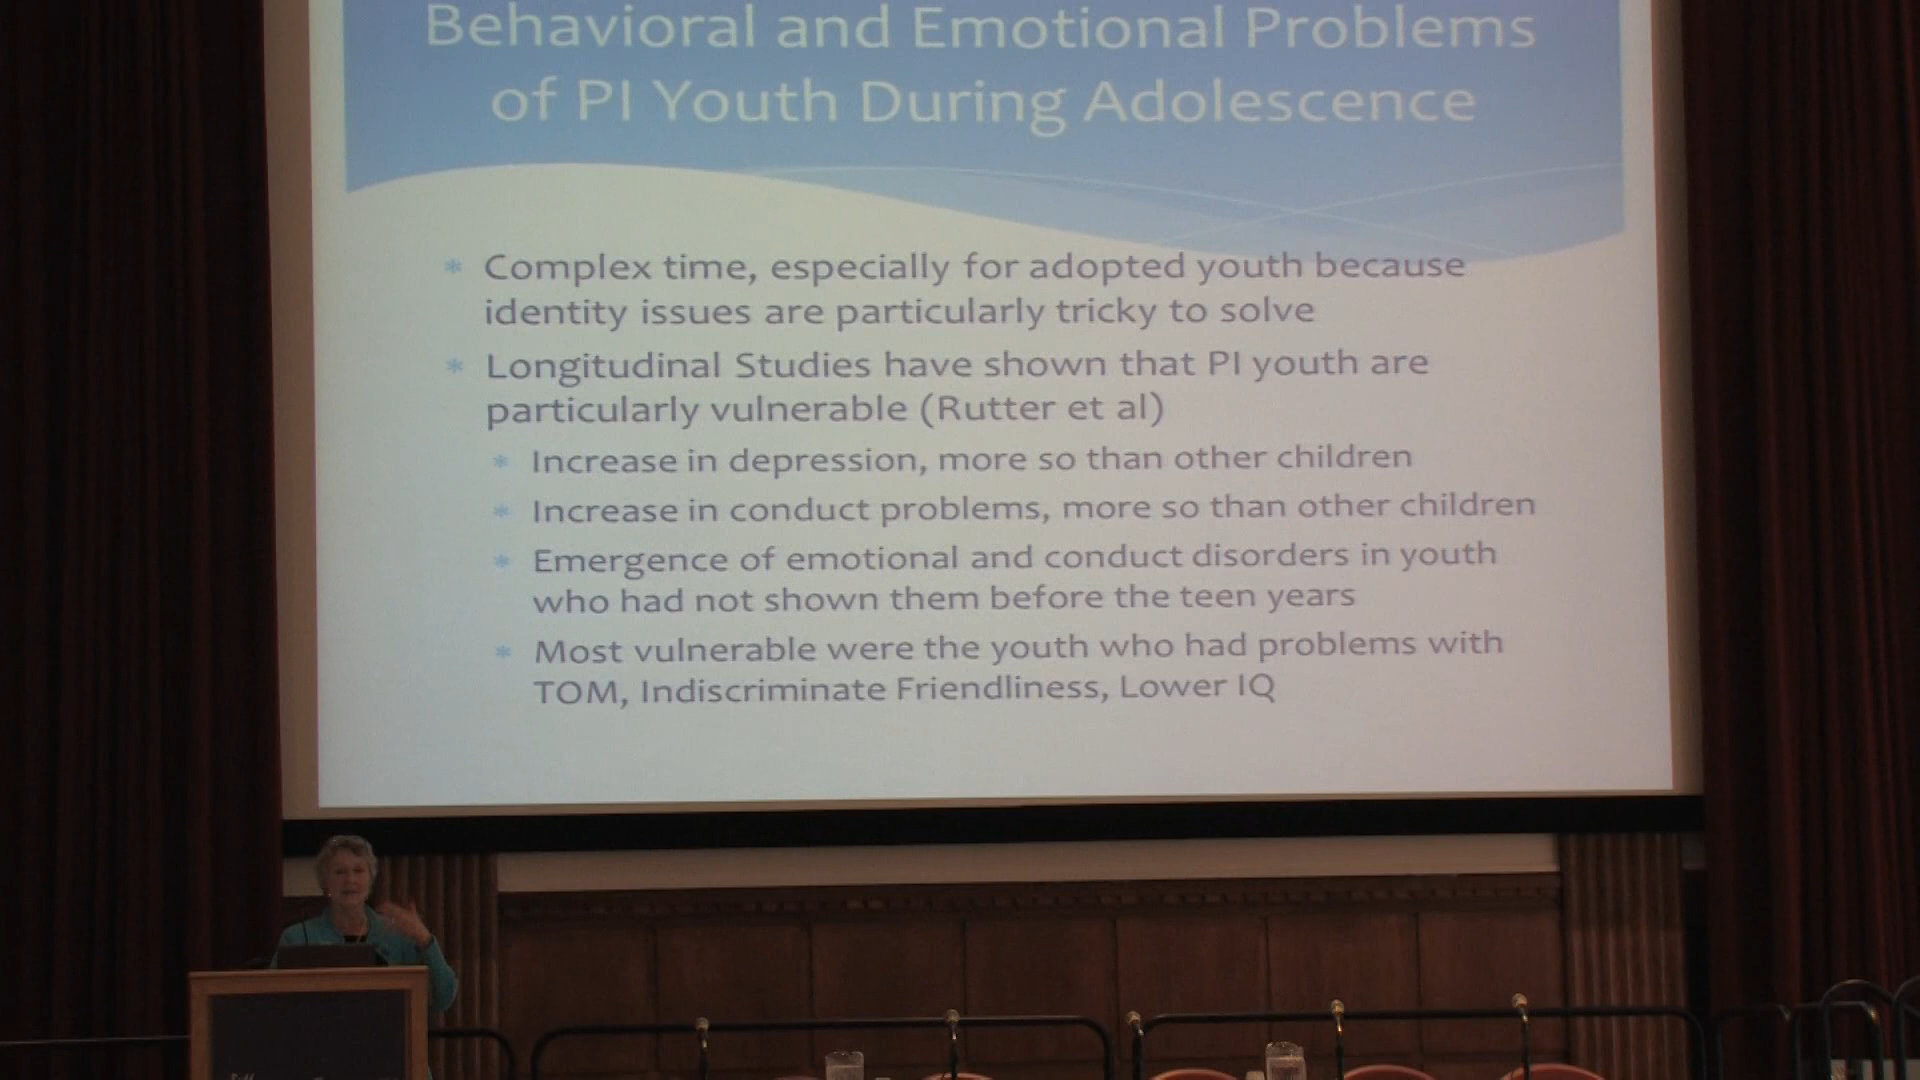 Behavioral and Emotional Problems
of PI Youth During Adolescence
* Complex time, especially for adopted youth because
identity issues are particularly tricky to solve
* Longitudinal Studies have shown that PI youth are
particularly vulnerable (Rutter et al)
* Increase in depression, more so than other children
* Increase in conduct problems, more so than other children
* Emergence of emotional and conduct disorders in youth
who had not shown them before the teen years
* Most vulnerable were the youth who had problems with
TOM, Indiscriminate Friendliness, Lower IQ